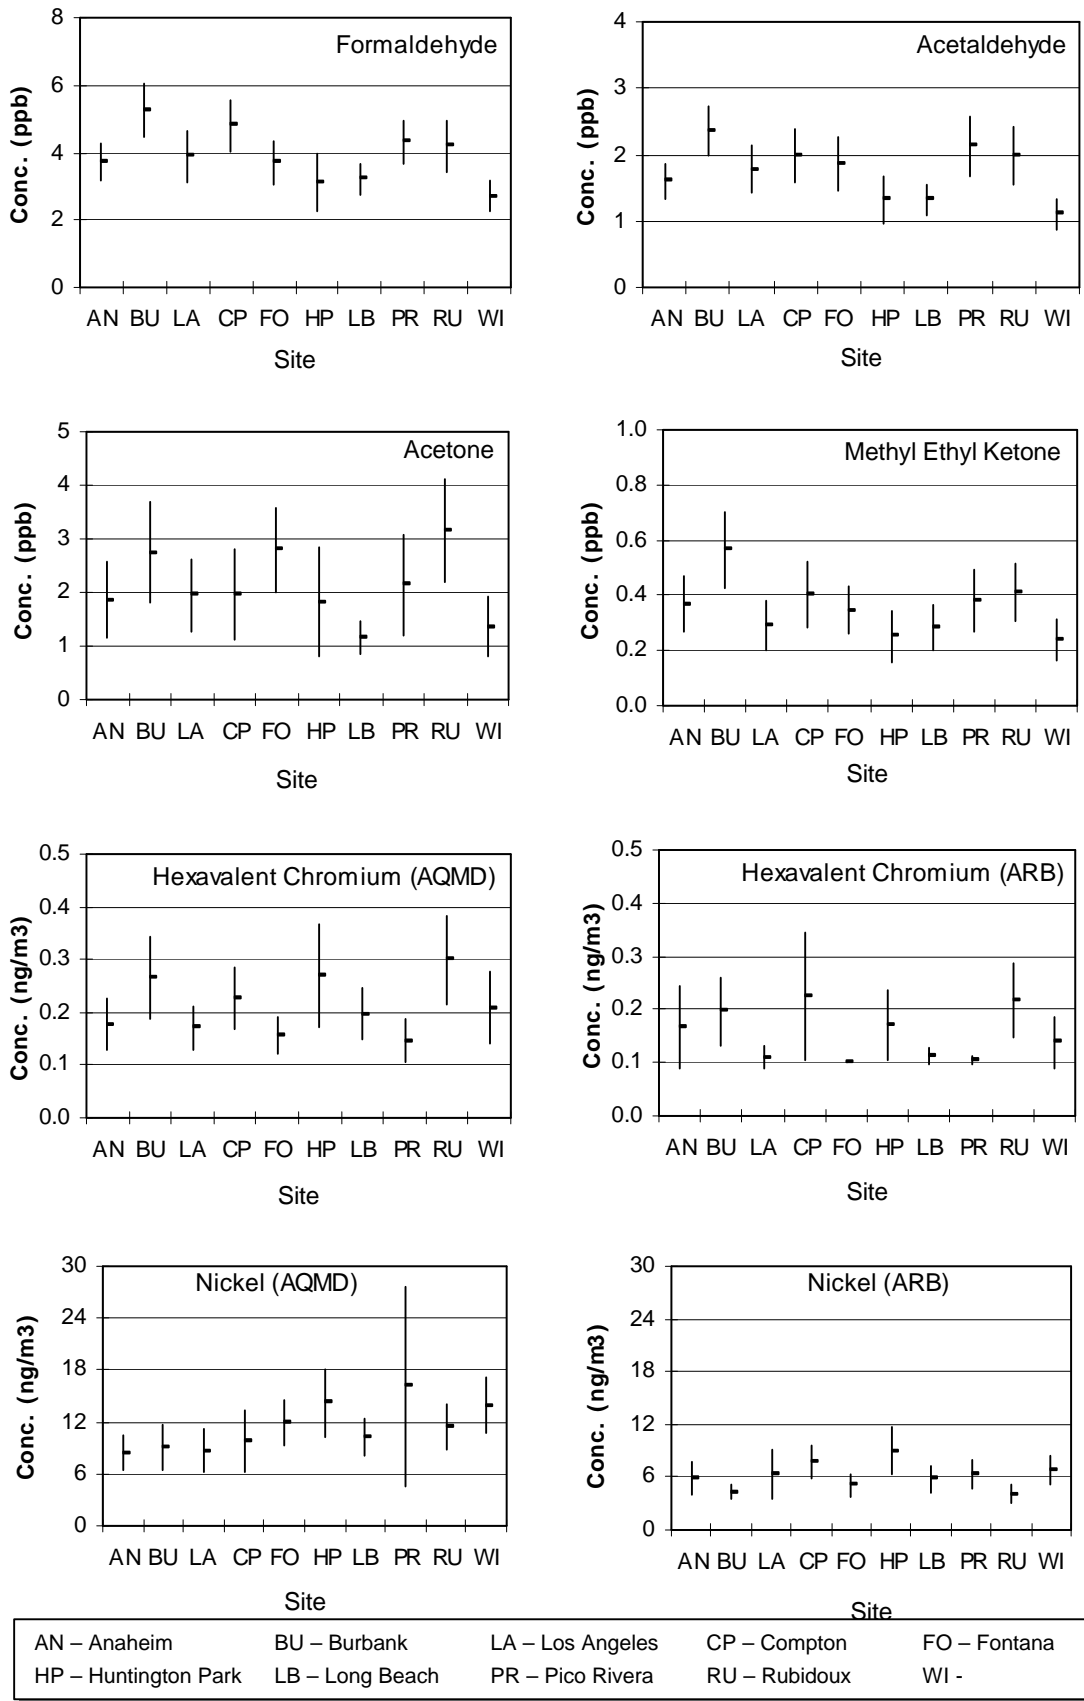 Formaldehyde
Conc. (ppb)
8
6
4
2
0
AN BU LA CP FO HP LB PR RU WI
Site
Acetaldehyde
Conc. (ppb)
4
3
2
1
0
AN BU LA CP FO HP LB PR RU WI
Site
Acetone
Conc. (ppb)
5
4
3
2
1
0
AN BU LA CP FO HP LB PR RU WI
Site
Methyl Ethyl Ketone
Conc. (ppb)
1.0
0.8
0.6
0.4
0.2
0.0
AN BU LA CP FO HP LB PR RU WI
Site
Hexavalent Chromium (AQMD)
Conc. (ng/m3)
0.5
0.4
0.3
0.2
0.1
0.0
AN BU LA CP FO HP LB PR RU WI
Site
Hexavalent Chromium (ARB)
Conc. (ng/m3)
0.5
0.4
0.3
0.2
0.1
0.0
AN BU LA CP FO HP LB PR RU WI
Site
Nickel (AQMD)
Conc. (ng/m3)
30
24
18
12
6
0
AN BU LA CP FO HP LB PR RU WI
Site
Nickel (ARB)
Conc. (ng/m3)
30
24
18
12
6
0
AN BU LA CP FO HP LB PR RU WI
Site
AN – Anaheim BU – Burbank LA – Los Angeles CP – Compton FO – Fontana
HP – Huntington Park LB – Long Beach PR – Pico Rivera RU – Rubidoux WI -